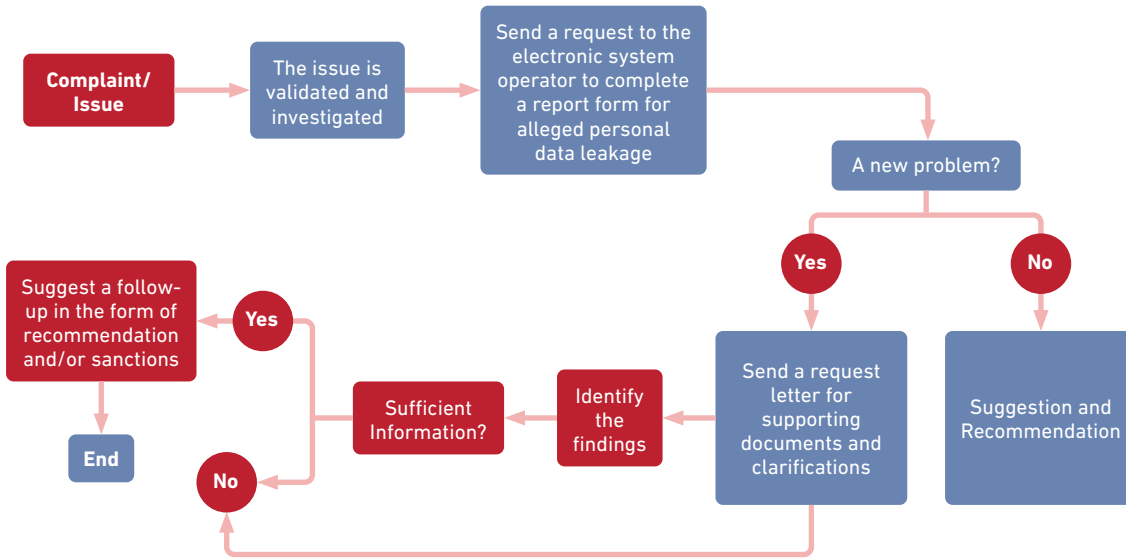 Complaint/
Issue
The issue is
validated and
investigated
Send a request to the
electronic system
operator to complete
a report form for
alleged personal
data leakage
A new problem?
Yes
No
Suggest a follow-
up in the form of
recommendation
and/or sanctions
Yes
Sufficient
Information?
Identify
the
findings
Send a request
letter for
supporting
documents and
clarifications
Suggestion and
Recommendation
End
No